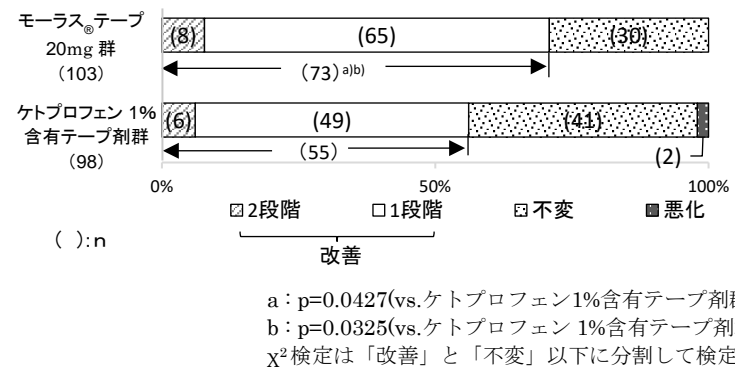 モーラス®テープ
20mg 群
（103）
(8)
(65)
(30)
（73）a)b)
ケトプロフェン 1%
含有テープ剤群
（98）
(6)
(49)
(41)
（55）
(2)
0%
50%
100%
2段階
1段階
不変
悪化
（ ）:n
改善
a：p=0.0427(vs.ケトプロフェン1%含有テープ剤群
b：p=0.0325(vs.ケトプロフェン 1%含有テープ剤
χ²検定は「改善」と「不変」以下に分割して検定